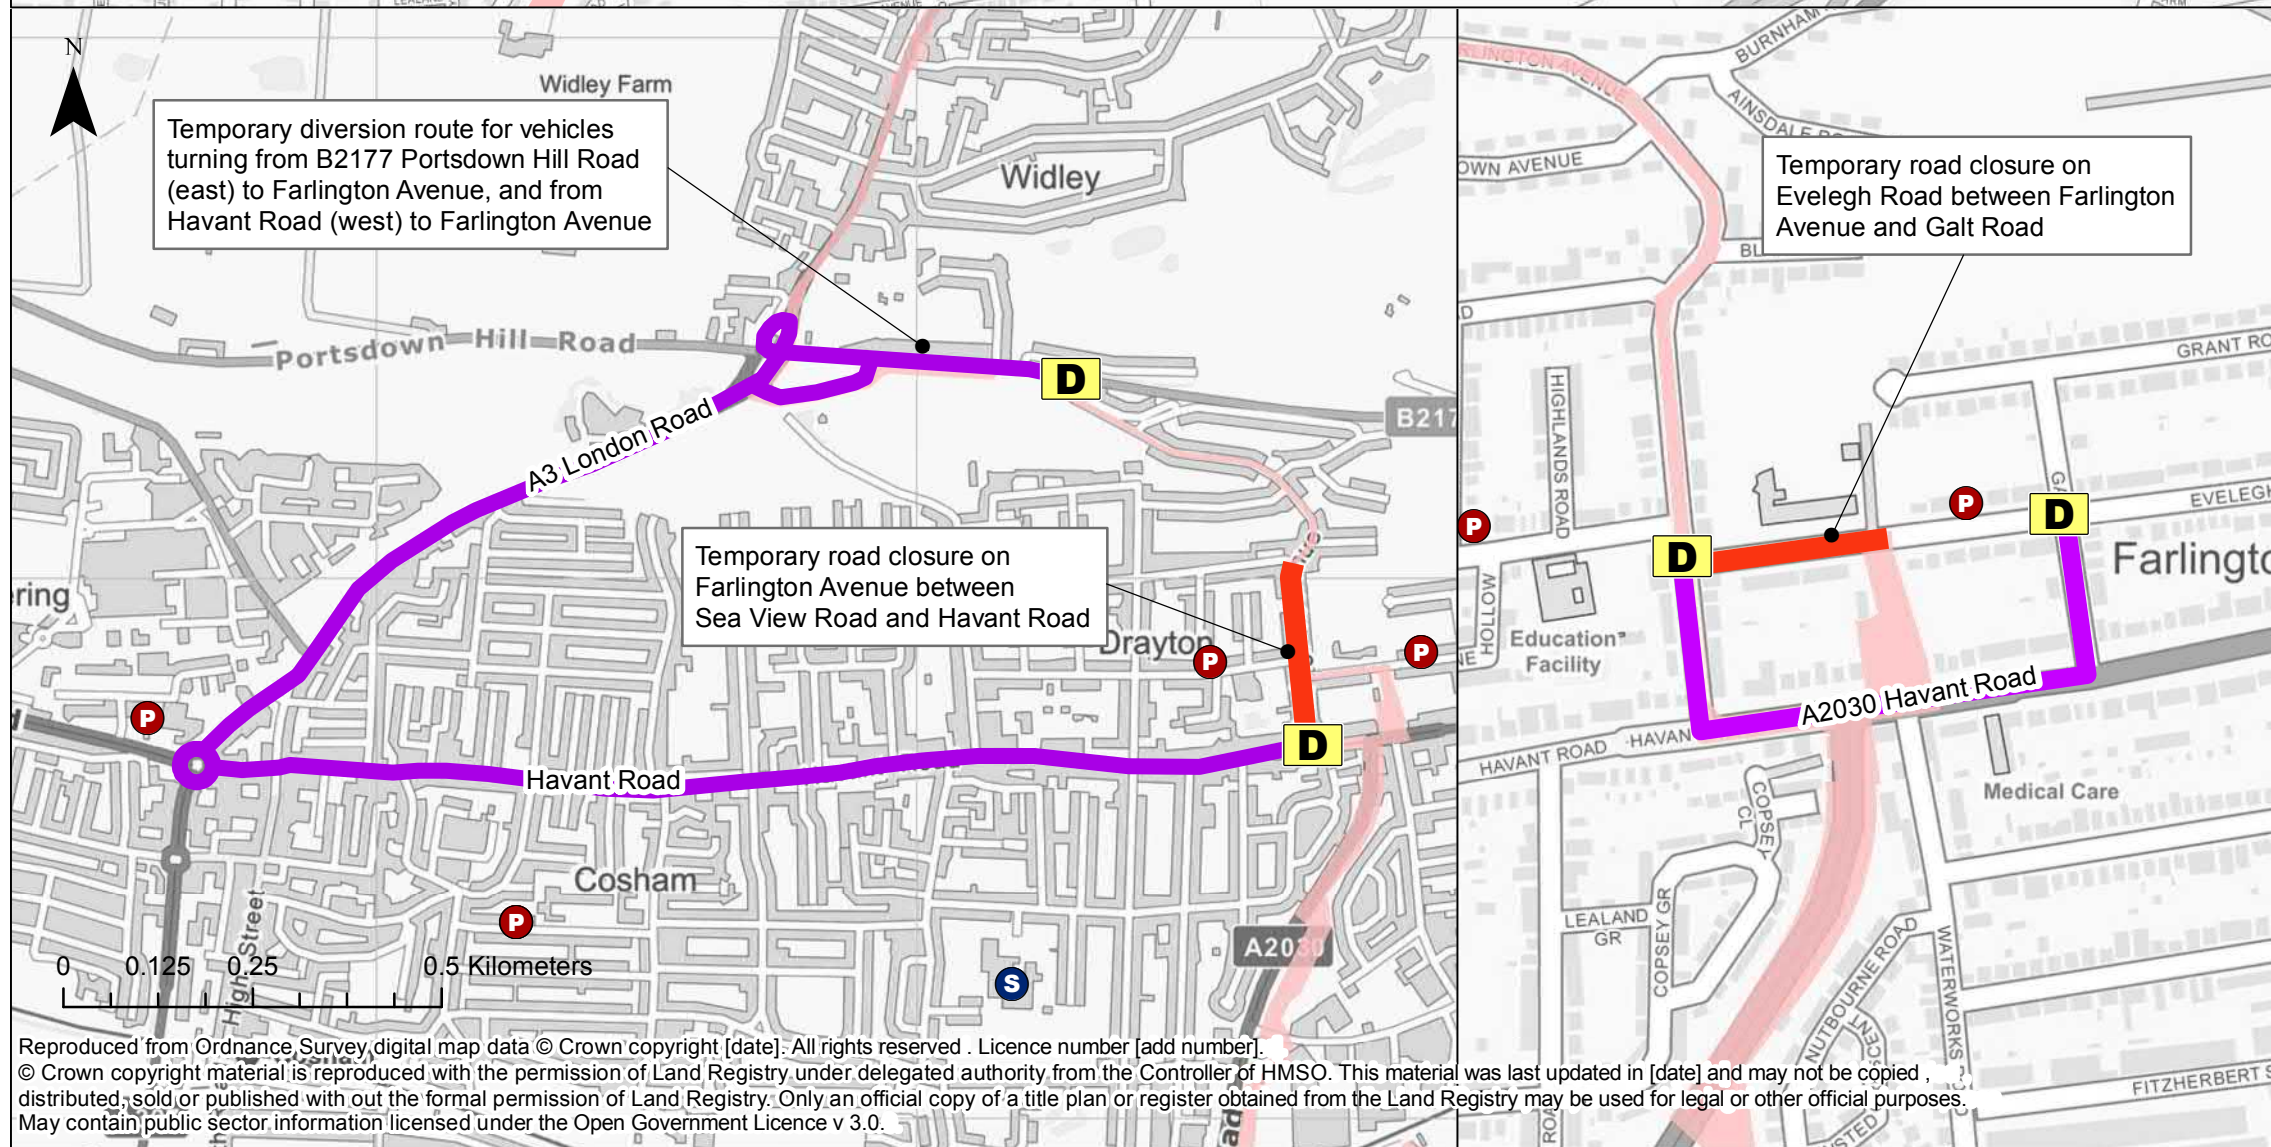 N
Widley Farm
Temporary diversion route for vehicles
turning from B2177 Portsdown Hill Road
(east) to Farlington Avenue, and from
Havant Road (west) to Farlington Avenue
Widley
Portsdown Hill Road
D
B217
A3 London Road
Temporary road closure on
Farlington Avenue between
Sea View Road and Havant Road
Drayton
P
P
ering
P
D
Havant Road
Cosham
P
High Street
A2030
S
0 0.125 0.25 0.5 Kilometers
RLINGTON AVENUE
BURNHAM
AINSDALE RO
OWN AVENUE
Temporary road closure on
Evelegh Road between Farlington
Avenue and Galt Road
BL
D
GRANT RO
HIGHLANDS ROAD
P
P
GA
D
EVELEGH
D
Farlingto
HOLLOW
Education
Facility
NE
A2030 Havant Road
HAVANT ROAD
HAVAN
Medical Care
COPSEY
CL
LEALAND
GR
COPSEY GR
WATERWORKS RO
NUTBOURNE ROAD
FITZHERBERT S
ROA
Reproduced from Ordnance Survey digital map data © Crown copyright [date]. All rights reserved . Licence number [add number].
© Crown copyright material is reproduced with the permission of Land Registry under delegated authority from the Controller of HMSO. This material was last updated in [date] and may not be copied ,
distributed, sold or published with out the formal permission of Land Registry. Only an official copy of a title plan or register obtained from the Land Registry may be used for legal or other official purposes.
May contain public sector information licensed under the Open Government Licence v 3.0.